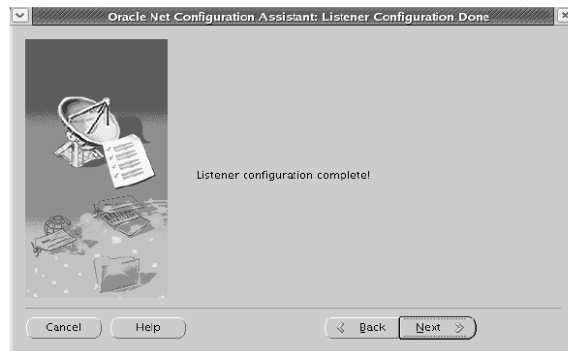 Oracle Net Configuration Assistant: Listener Configuration Done
Listener configuration complete!
Cancel
Help
Back
Next